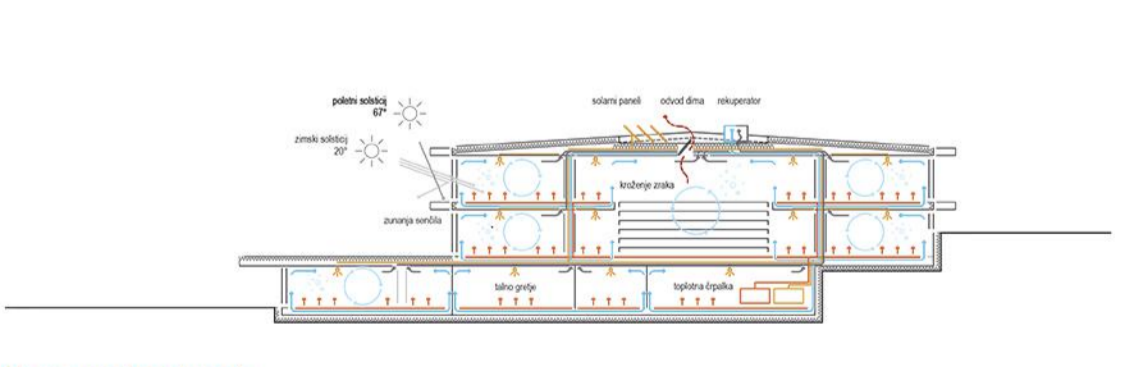 poletni solsticij
67°
solarni paneli
odvod dima
rekuperator
zimski solsticij
20°
kroženje zraka
zunanja senčila
talno gretje
toplotna črpalka